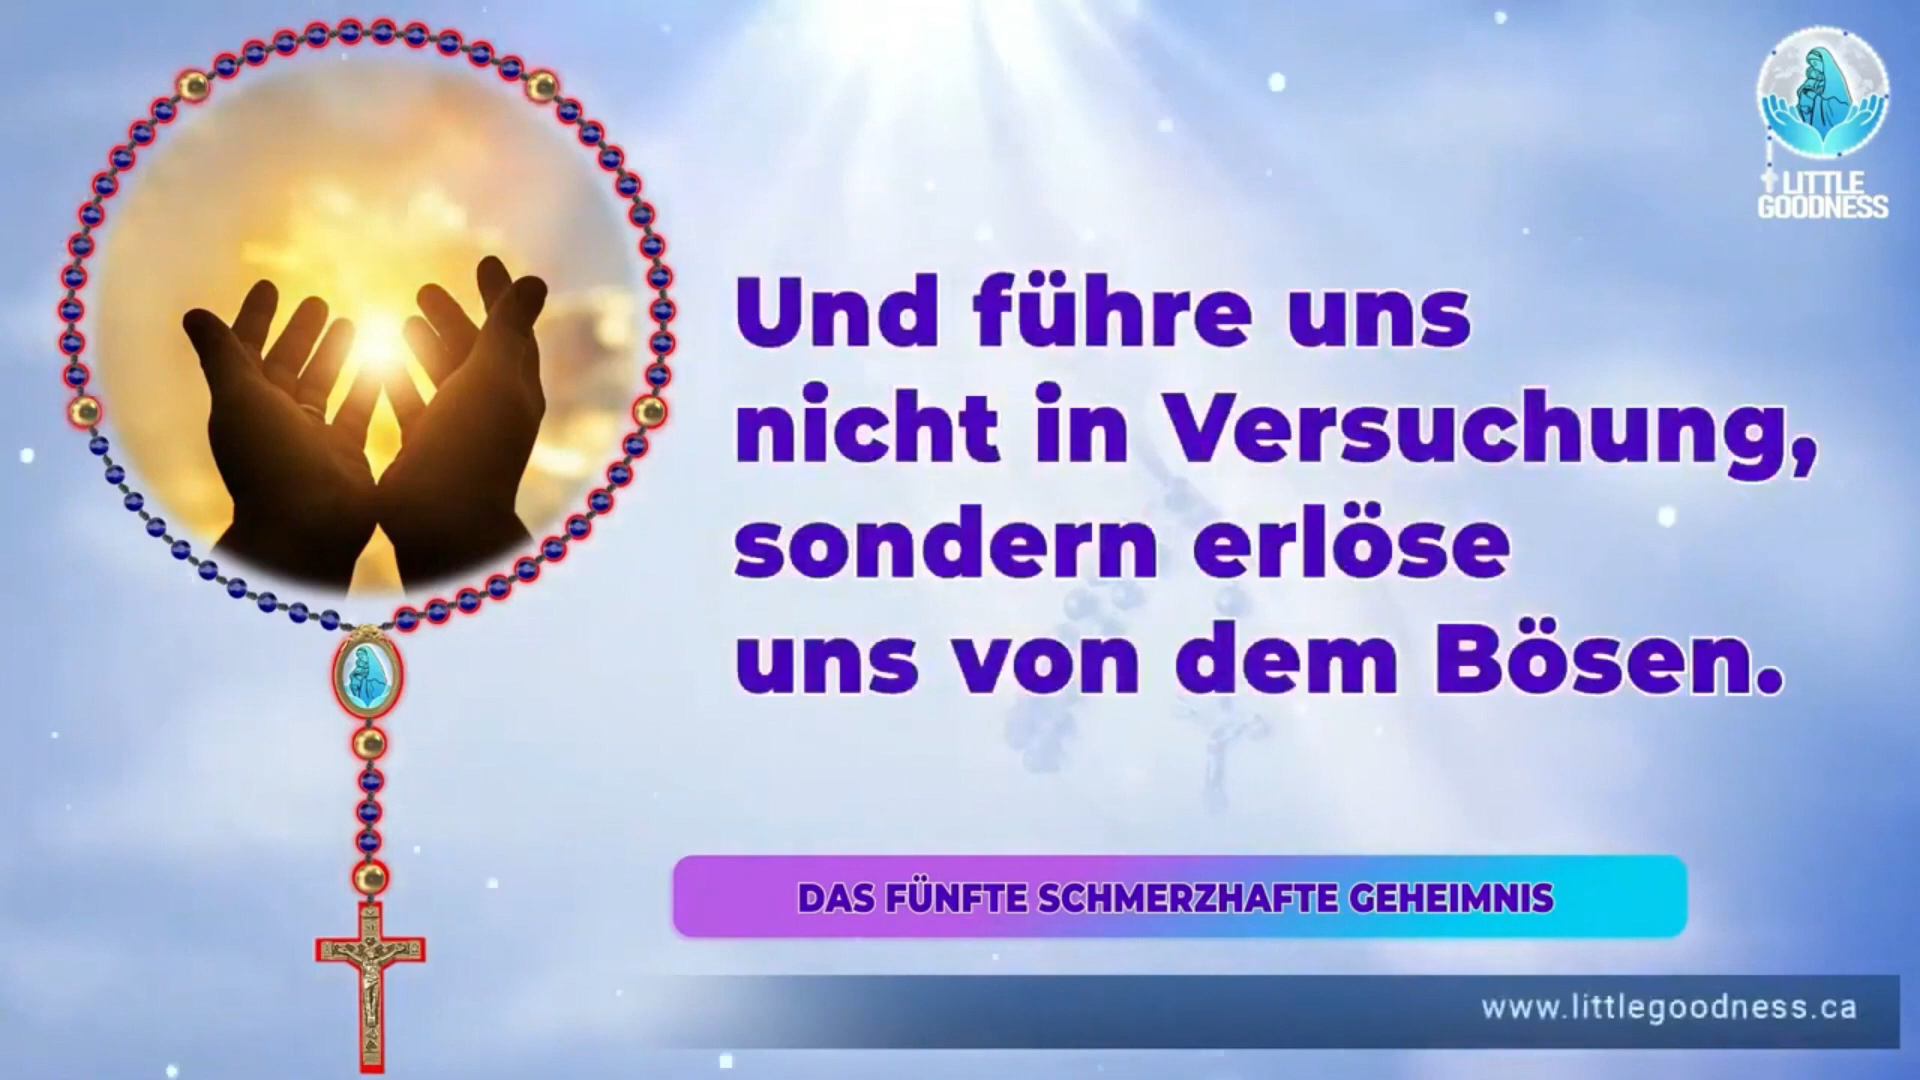 LITTLE
GOODNESS
Und führe uns
nicht in Versuchung,
sondern erlöse
uns von dem Bösen.
DAS FÜNFTE SCHMERZHAFTE GEHEIMNIS
www.littlegoodness.ca